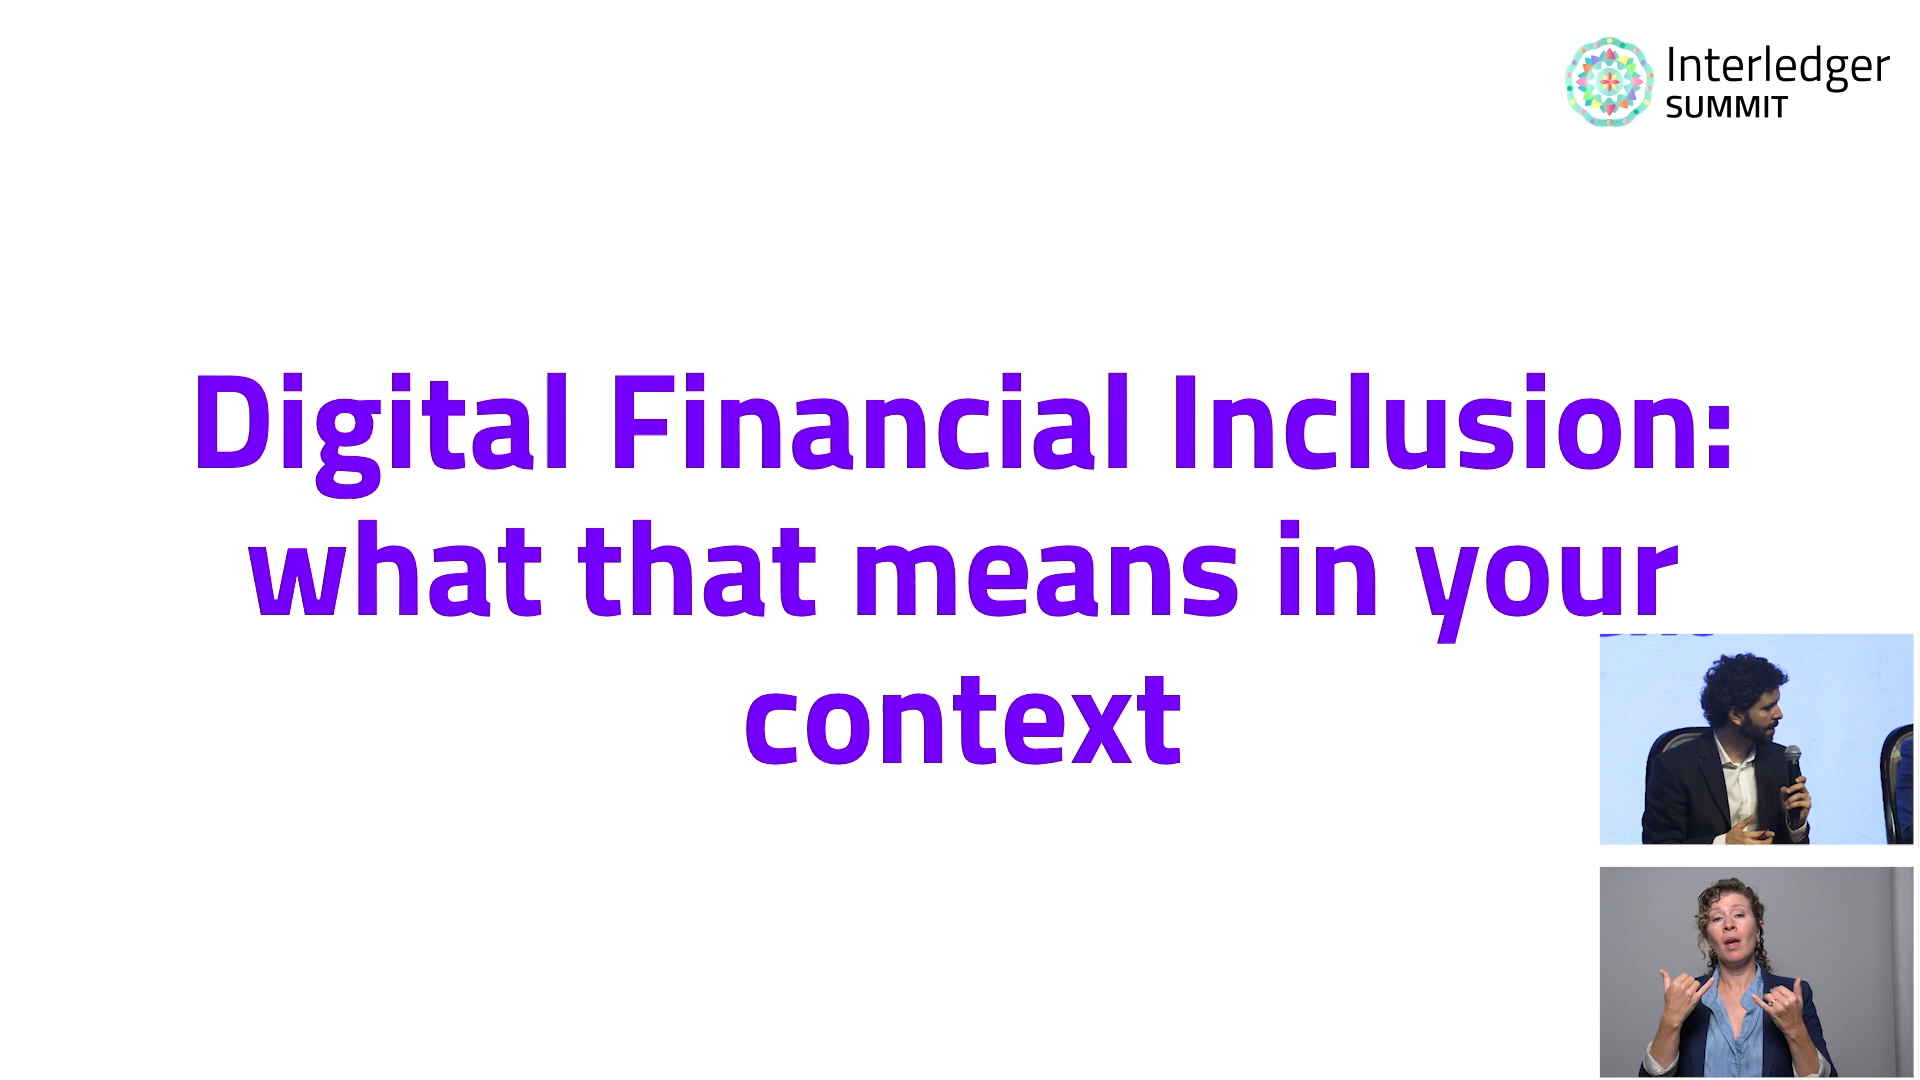 Interledger
SUMMIT
Digital Financial Inclusion:
what that means in your
context